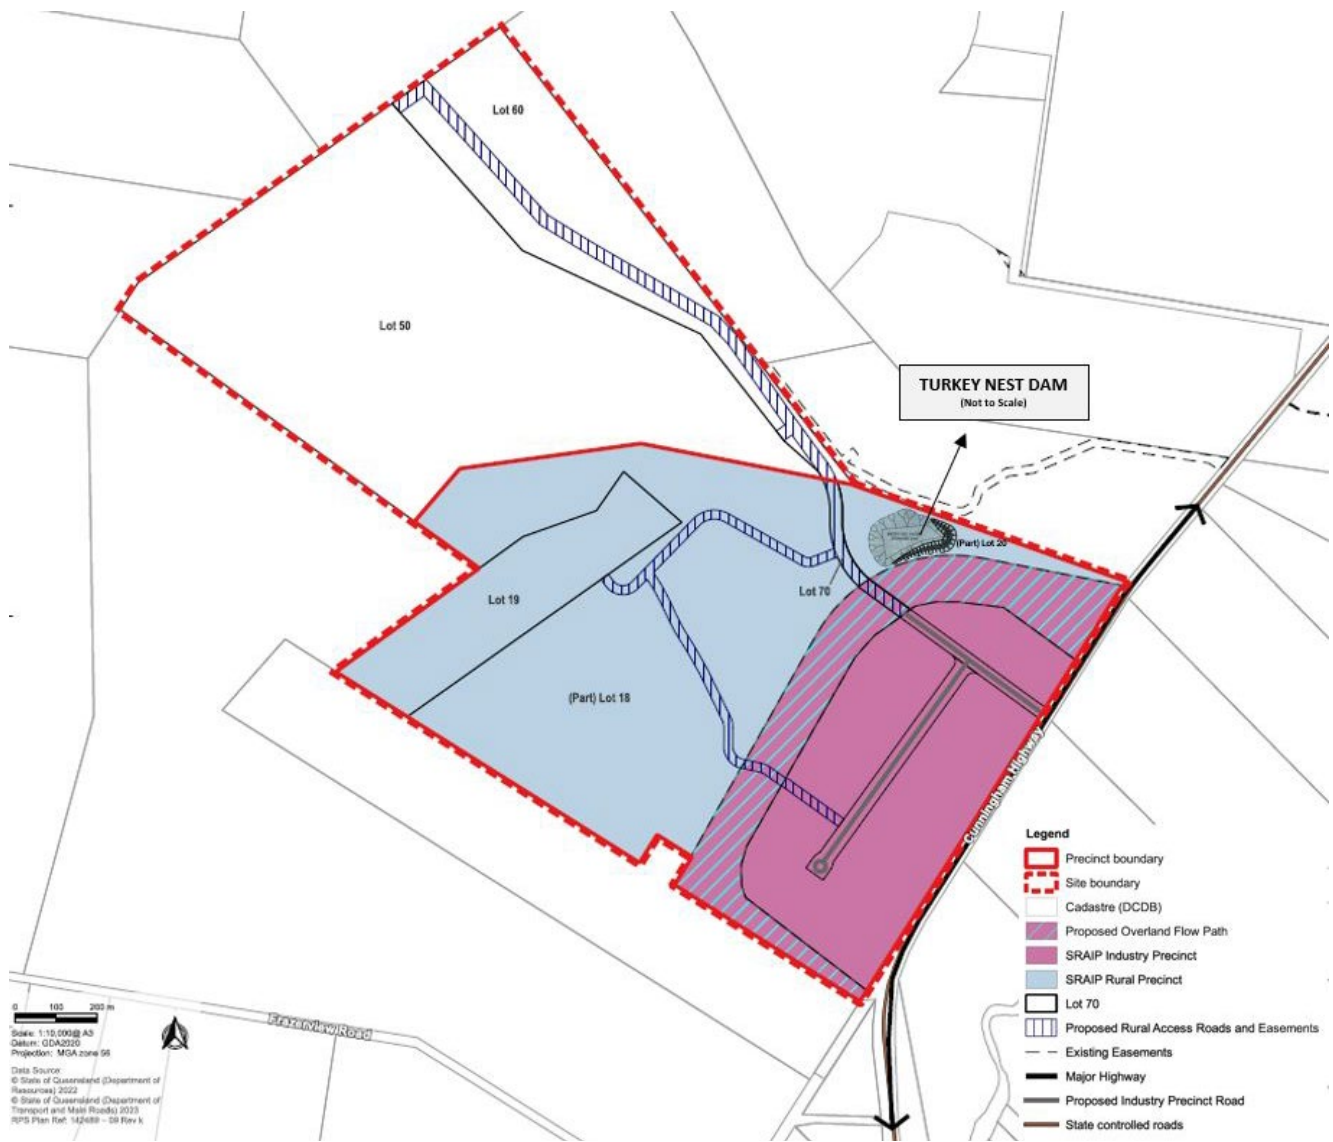 Lot 60
Lot 50
TURKEY NEST DAM
(Not to Scale)
(Part) Lot 20
Lot 70
Lot 19
(Part) Lot 18
Cunningham Highway
Frazerview Road
Legend
Precinct boundary
Site boundary
Cadastre (DCDB)
Proposed Overland Flow Path
SRAIP Industry Precinct
SRAIP Rural Precinct
Lot 70
Proposed Rural Access Roads and Easements
Existing Easements
Major Highway
Proposed Industry Precinct Road
State controlled roads
0 100 200 m
Scale: 1:10,000@ A3
Datum: GDA2020
Projection: MGA zone 56
Data Source:
© State of Queensland (Department of
Resources) 2022
© State of Queensland (Department of
Transport and Main Roads) 2023
RPS Plan Ref: – 09 Rev k